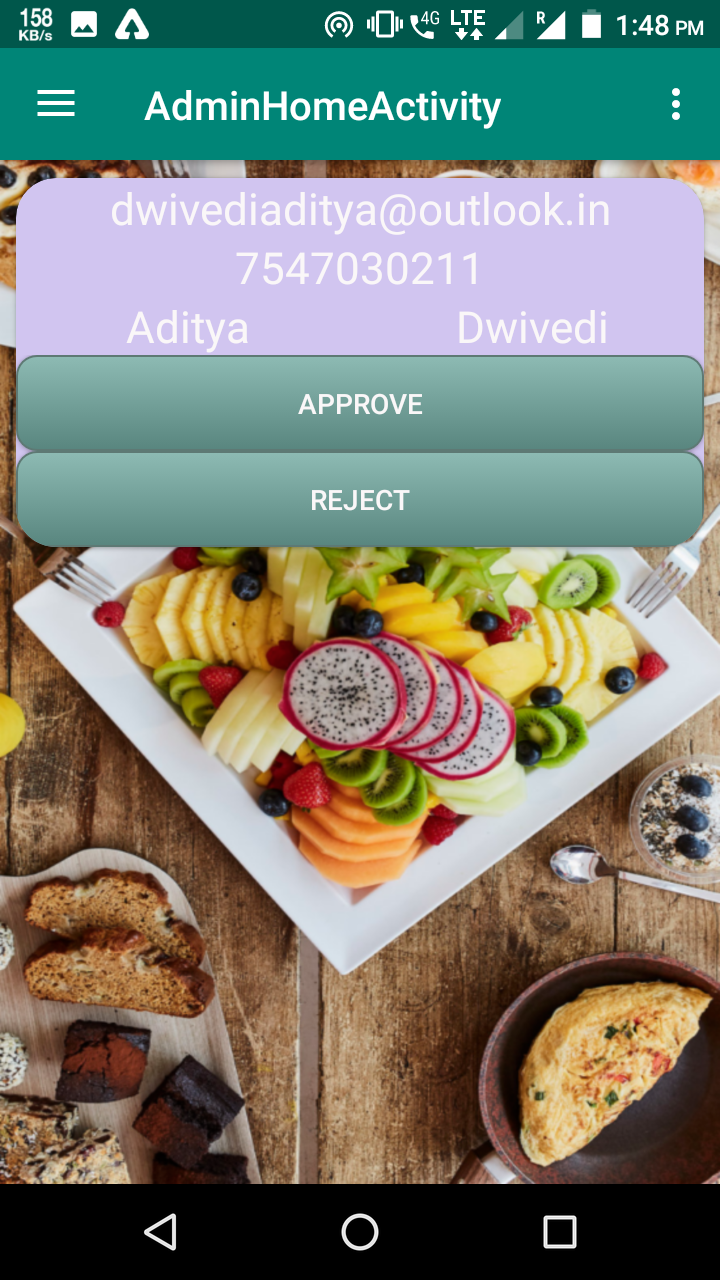 158 KB/s 4G LTE R 1:48 PM
AdminHomeActivity
dwivediaditya@outlook.in
7547030211
Aditya Dwivedi
APPROVE
REJECT